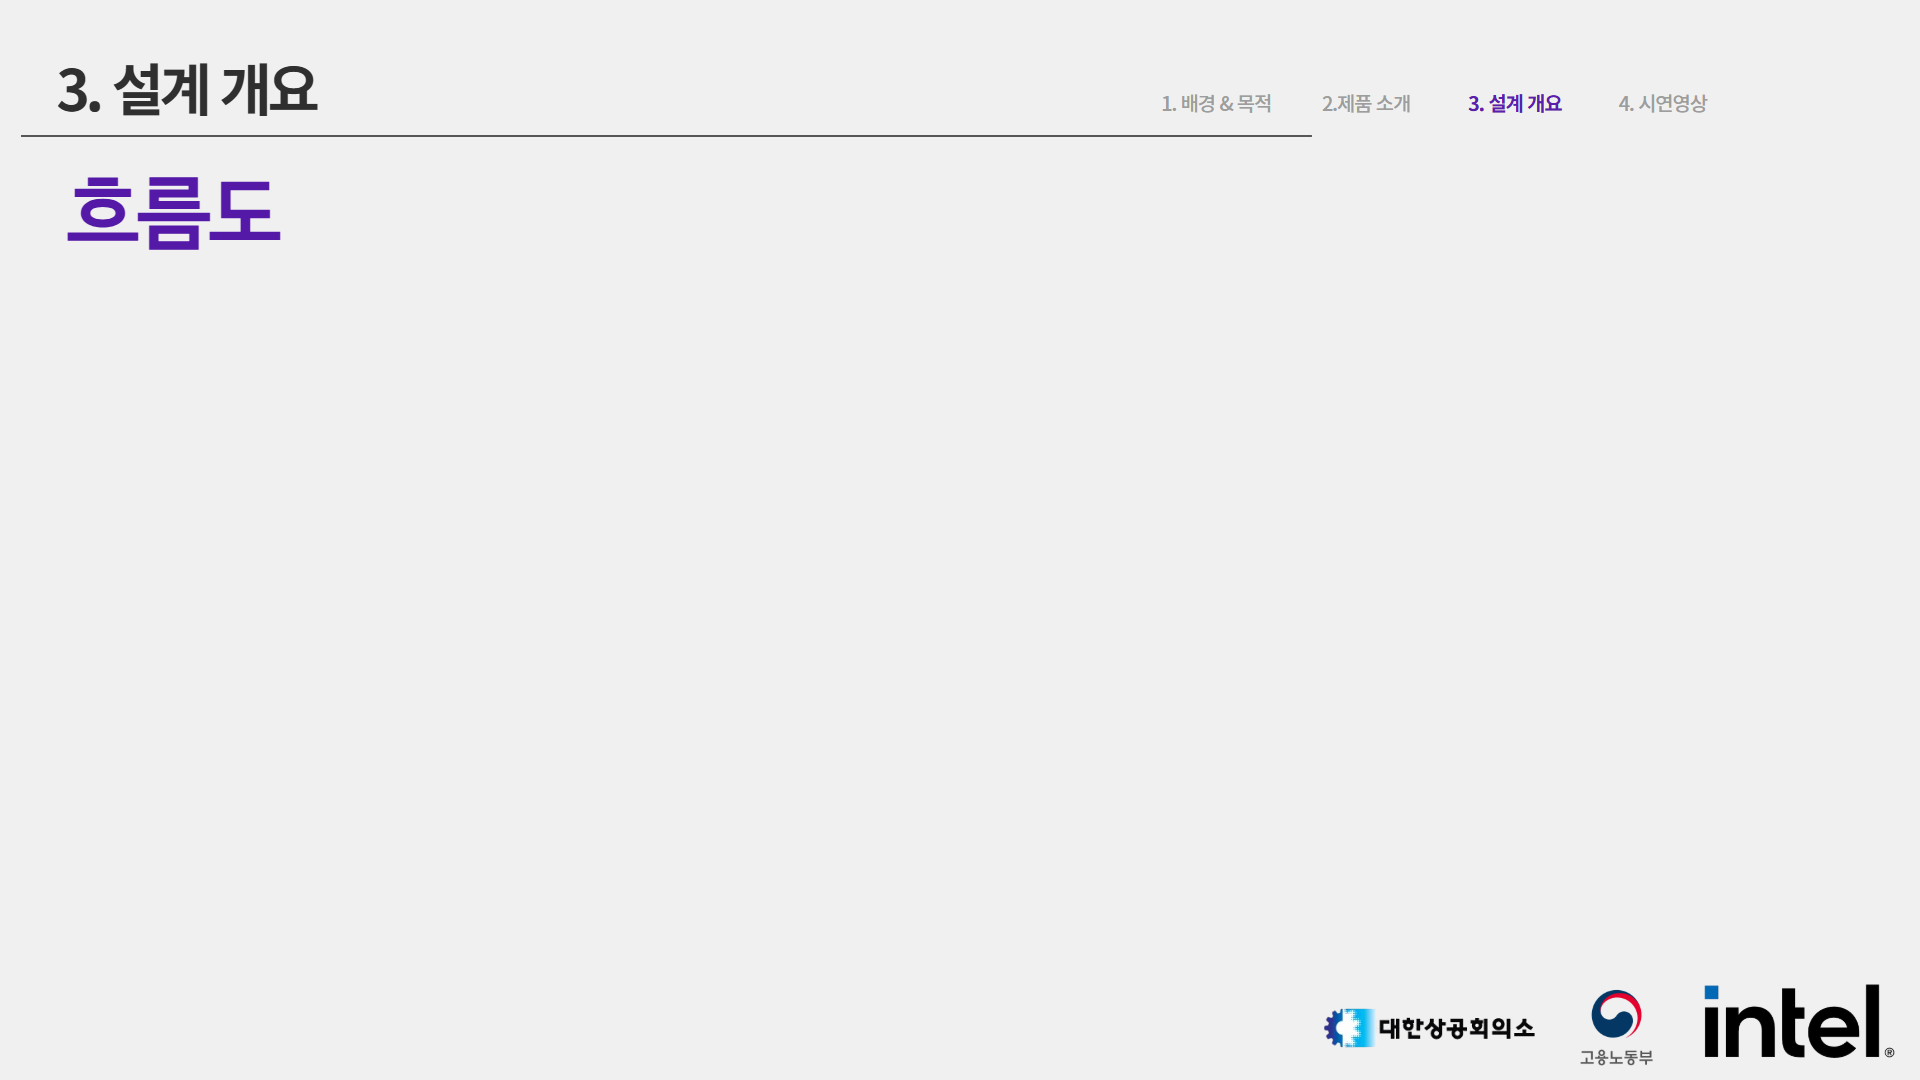 3. 설계 개요
1. 배경 & 목적 2.제품 소개 3. 설계 개요 4. 시연영상
흐름도
대한상공회의소
고용노동부
intel®